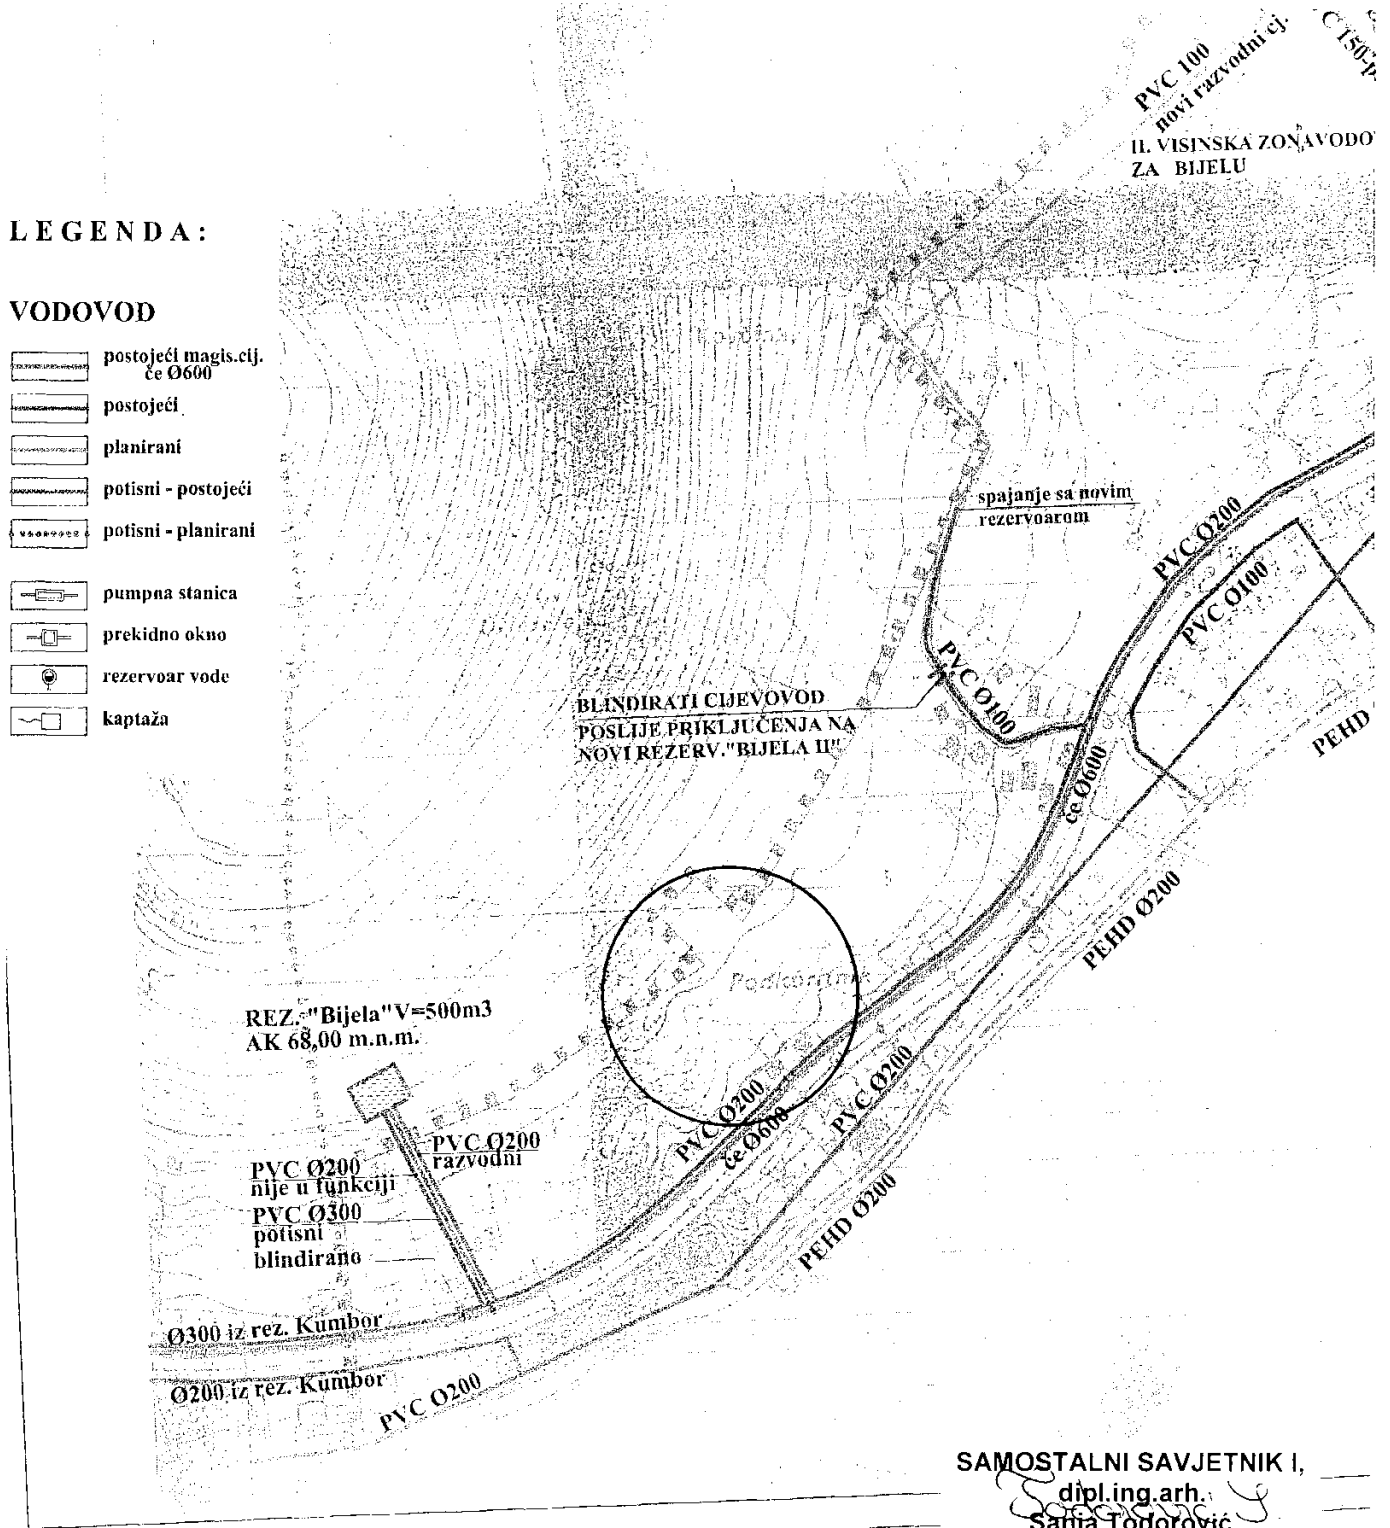 PVC 100
novi razvodni cj.
II. VISINSKA ZONA VODO
ZA BIJELU
LEGENDA:
VODOVOD
postojeći magis.cij.
če Ø600
postojeći
planirani
potisni - postojeći
potisni - planirani
pumpna stanica
prekidno okno
rezervoar vode
kaptaža
spajanje sa novim
rezervoarom
PVC Ø200
PVC Ø100
PVC Ø100
BLINDIRATI CIJEVOVOD
POSLIJE PRIKLJUČENJA NA
NOVI REZERV."BIJELA II"
PEHD
če Ø600
PEHD Ø200
REZ."Bijela"V=500m3
AK 68,00 m.n.m.
PVC Ø200
če Ø600
PVC Ø200
PEHD Ø200
PVC Ø200
razvodni
PVC Ø200
nije u funkciji
PVC Ø300
potisni
blindirano
Ø300 iz rez. Kumbor
Ø200 iz rez. Kumbor
PVC Ø200
SAMOSTALNI SAVJETNIK I,
dipl.ing.arh.
Sanja Todorović